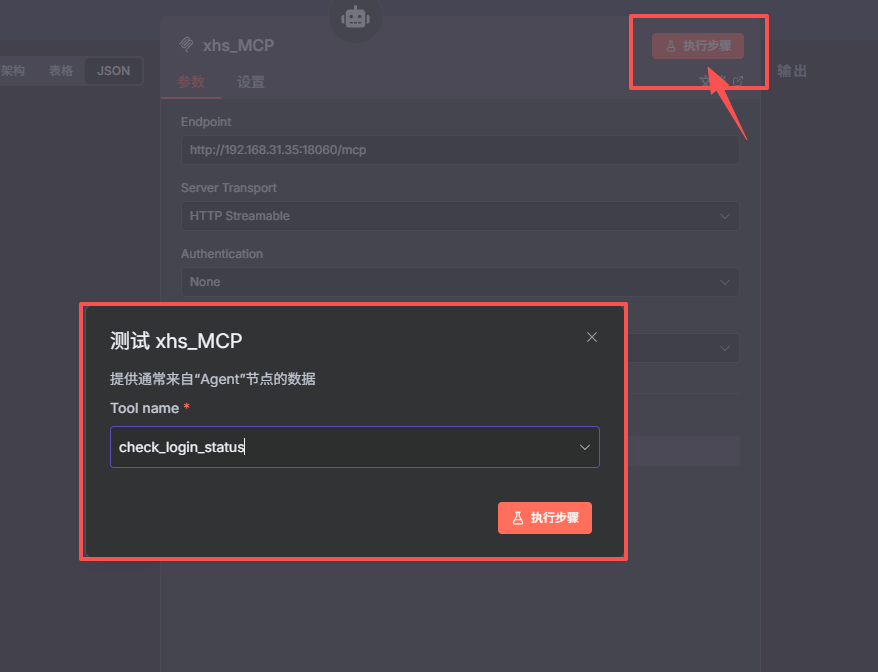 xhs_MCP
执行步骤
架构 表格 JSON
输出
参数 设置
Endpoint
http://192.168.31.35:18060/mcp
Server Transport
HTTP Streamable
Authentication
None
测试 xhs_MCP
提供通常来自“Agent”节点的数据
Tool name *
check_login_status
执行步骤